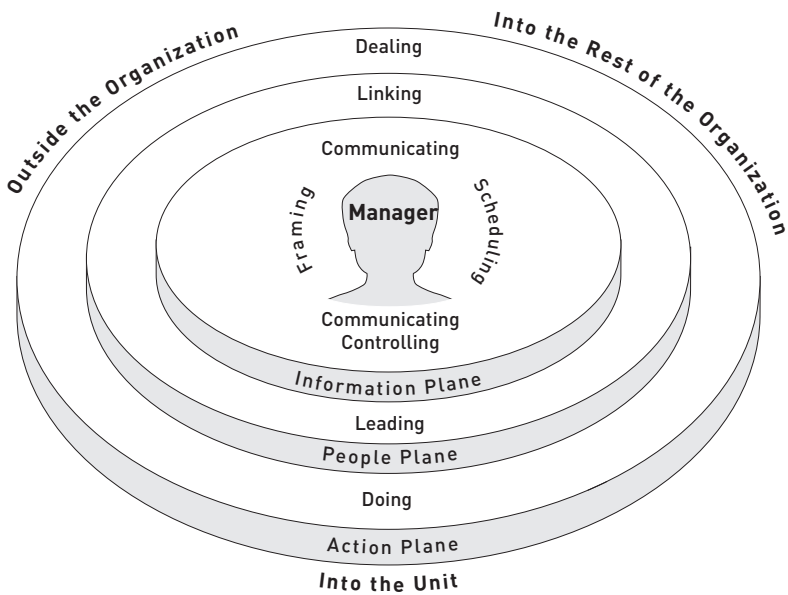 Outside the Organization
Into the Rest of the Organization
Dealing
Linking
Communicating
Framing
Manager
Scheduling
Communicating
Controlling
Information Plane
Leading
People Plane
Doing
Action Plane
Into the Unit